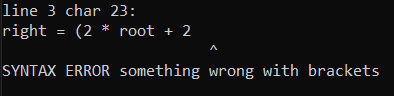 line 3 char 23:
right = (2 * root + 2
^
SYNTAX ERROR something wrong with brackets